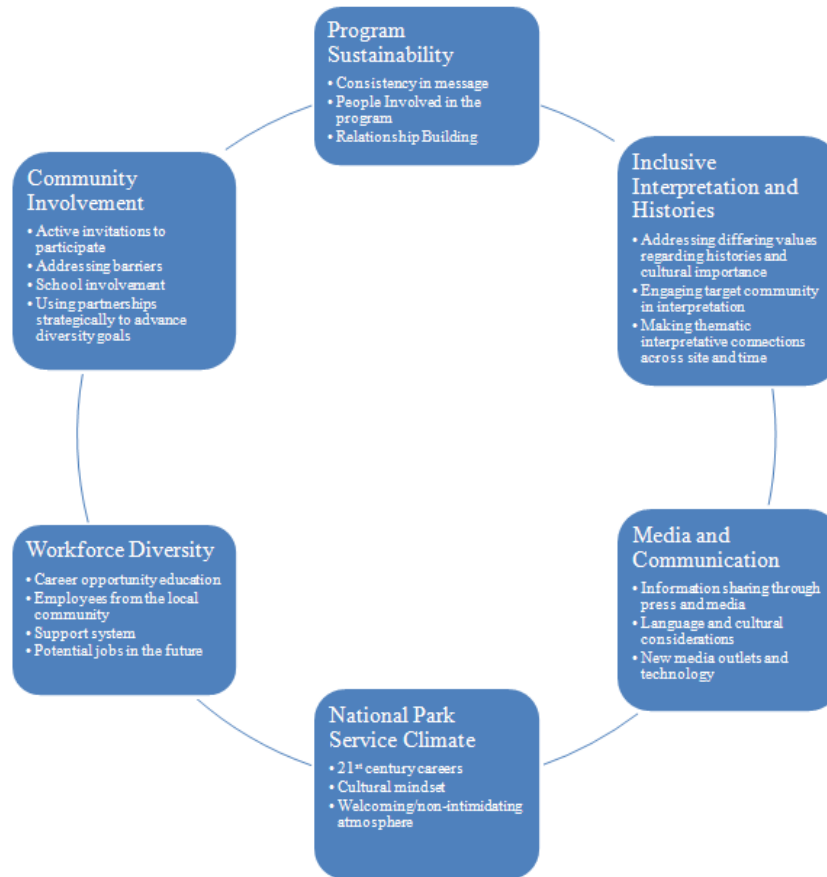 Program
Sustainability
• Consistency in message
• People Involved in the
program
• Relationship Building
Inclusive
Interpretation and
Histories
• Addressing differing values
regarding histories and
cultural importance
• Engaging target community
in interpretation
• Making thematic
interpretative connections
across site and time
Media and
Communication
• Information sharing through
press and media
• Language and cultural
considerations
• New media outlets and
technology
National Park
Service Climate
• 21st century careers
• Cultural mindset
• Welcoming/non-intimidating
atmosphere
Workforce Diversity
• Career opportunity education
• Employees from the local
community
• Support system
• Potential jobs in the future
Community
Involvement
• Active invitations to
participate
• Addressing barriers
• School involvement
• Using partnerships
strategically to advance
diversity goals